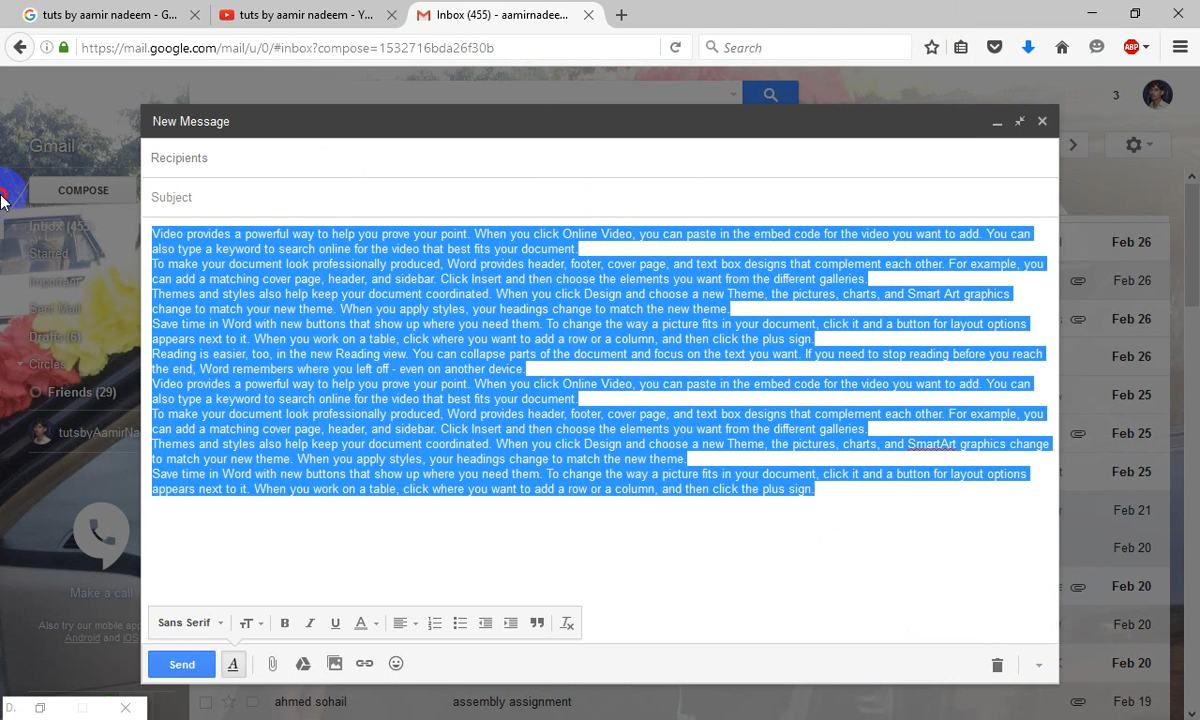 tuts by aamir nadeem - G...
tuts by aamir nadeem - Y...
Inbox (455) - aamirnadee...
https://mail.google.com/mail/u/0/#inbox?compose=1532716bda26f30b
Search
ABP
Gmail
3
New Message
Recipients
COMPOSE
Subject
Inbox (455
Starred
Important
Sent Mail
Drafts (6)
Circles
Friends (29)
tutsbyAamirNa
Make a call
Also try our mobile app
Android and iOS
Video provides a powerful way to help you prove your point. When you click Online Video, you can paste in the embed code for the video you want to add. You can
also type a keyword to search online for the video that best fits your document.
To make your document look professionally produced, Word provides header, footer, cover page, and text box designs that complement each other. For example, you
can add a matching cover page, header, and sidebar. Click Insert and then choose the elements you want from the different galleries.
Themes and styles also help keep your document coordinated. When you click Design and choose a new Theme, the pictures, charts, and Smart Art graphics
change to match your new theme. When you apply styles, your headings change to match the new theme.
Save time in Word with new buttons that show up where you need them. To change the way a picture fits in your document, click it and a button for layout options
appears next to it. When you work on a table, click where you want to add a row or a column, and then click the plus sign.
Reading is easier, too, in the new Reading view. You can collapse parts of the document and focus on the text you want. If you need to stop reading before you reach
the end, Word remembers where you left off - even on another device.
Video provides a powerful way to help you prove your point. When you click Online Video, you can paste in the embed code for the video you want to add. You can
also type a keyword to search online for the video that best fits your document.
To make your document look professionally produced, Word provides header, footer, cover page, and text box designs that complement each other. For example, you
can add a matching cover page, header, and sidebar. Click Insert and then choose the elements you want from the different galleries.
Themes and styles also help keep your document coordinated. When you click Design and choose a new Theme, the pictures, charts, and SmartArt graphics change
to match your new theme. When you apply styles, your headings change to match the new theme.
Save time in Word with new buttons that show up where you need them. To change the way a picture fits in your document, click it and a button for layout options
appears next to it. When you work on a table, click where you want to add a row or a column, and then click the plus sign.
Feb 26
Feb 26
Feb 26
Feb 26
Feb 25
Feb 25
Feb 25
Feb 21
Feb 20
Feb 20
Feb 20
Feb 20
Sans Serif
Send
D.
ahmed sohail assembly assignment Feb 19